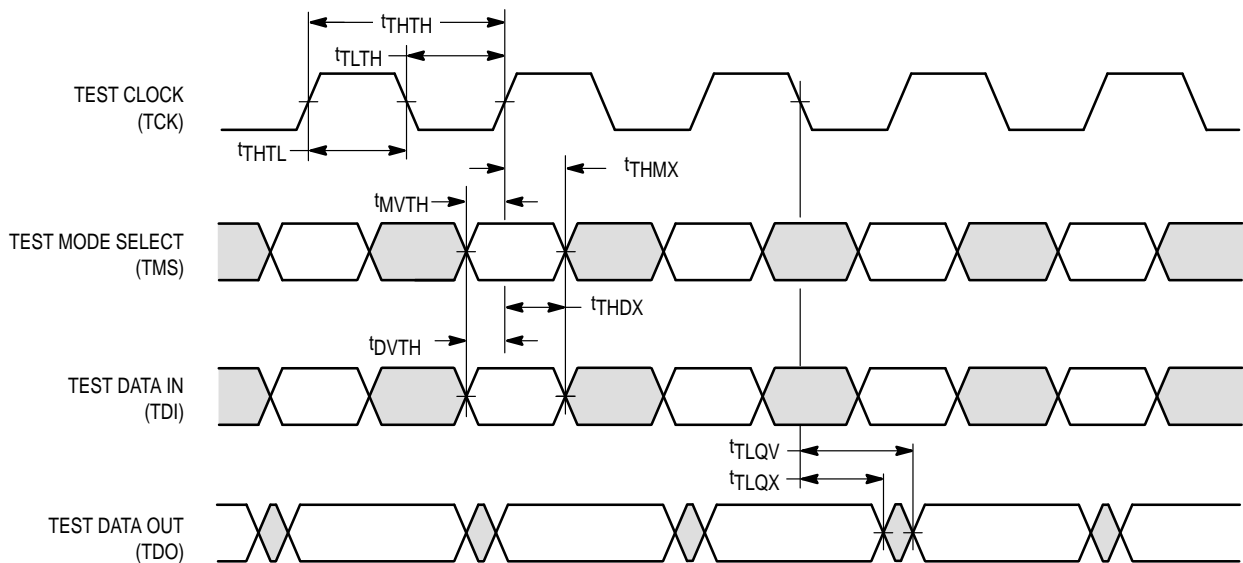 tTHTH
tTLTH
TEST CLOCK
(TCK)
tTHTL
tTHMX
tMVTH
TEST MODE SELECT
(TMS)
tTHDX
tDVTH
TEST DATA IN
(TDI)
tTLQV
tTLQX
TEST DATA OUT
(TDO)